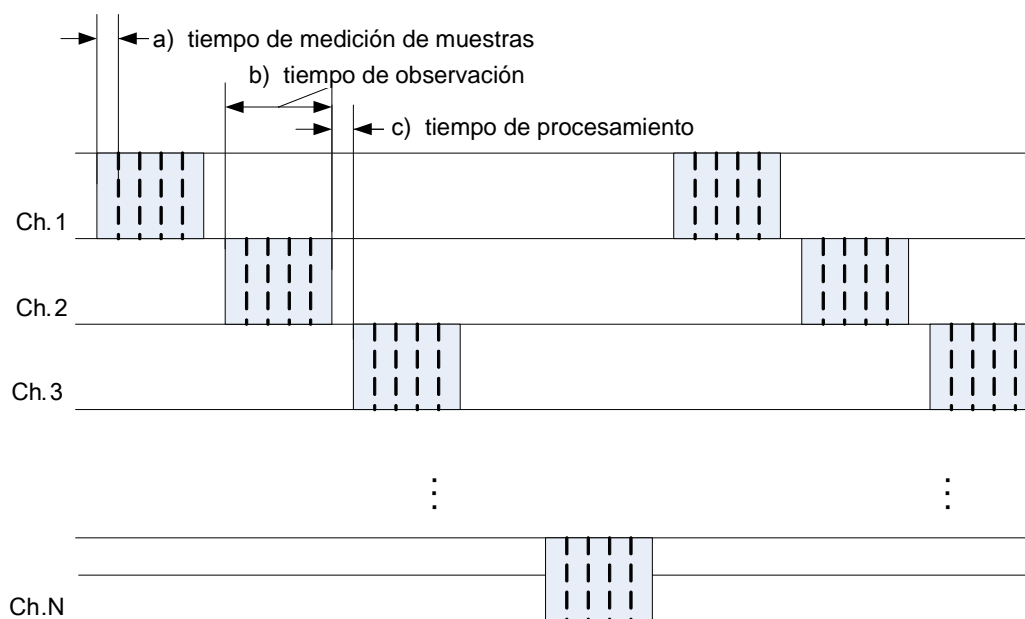 a) tiempo de medición de muestras
b) tiempo de observación
c) tiempo de procesamiento
Ch.1
Ch.2
Ch.3
Ch.N